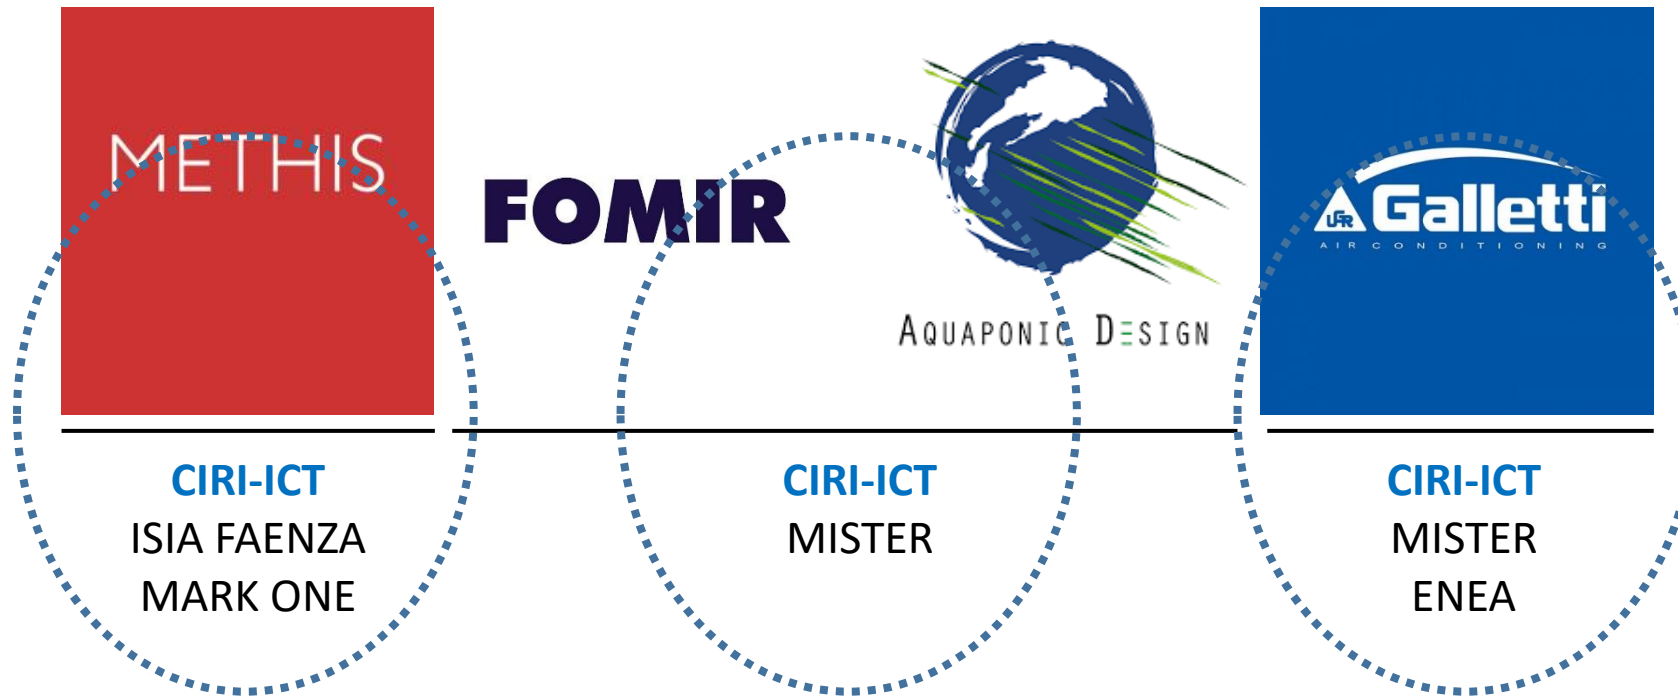 METHIS
FOMIR
AQUAPONIC DESIGN
UGR
Galletti
AIR CONDITIONING
CIRI-ICT
ISIA FAENZA
MARK ONE
CIRI-ICT
MISTER
CIRI-ICT
MISTER
ENEA